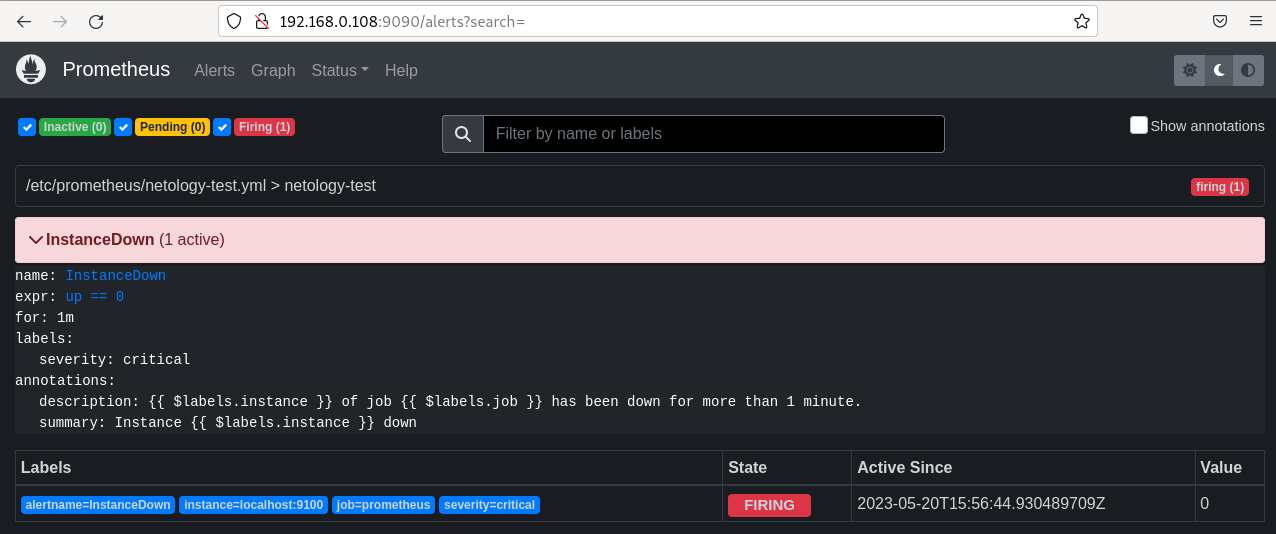 192.168.0.108:9090/alerts?search=
Prometheus Alerts Graph Status Help
Inactive (0) Pending (0) Firing (1) Filter by name or labels Show annotations
/etc/prometheus/netology-test.yml > netology-test firing (1)
InstanceDown (1 active)
name: InstanceDown
expr: up == 0
for: 1m
labels:
severity: critical
annotations:
description: {{ $labels.instance }} of job {{ $labels.job }} has been down for more than 1 minute.
summary: Instance {{ $labels.instance }} down
Labels State Active Since Value
alertname=InstanceDown instance=localhost:9100 job=prometheus severity=critical FIRING 2023-05-20T15:56:44.930489709Z 0